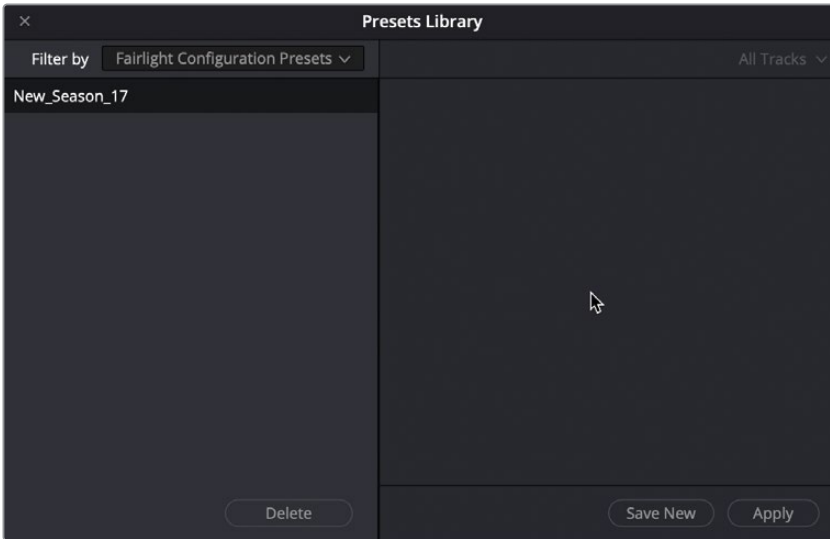 Presets Library
Filter by Fairlight Configuration Presets
All Tracks
New_Season_17
Delete
Save New
Apply